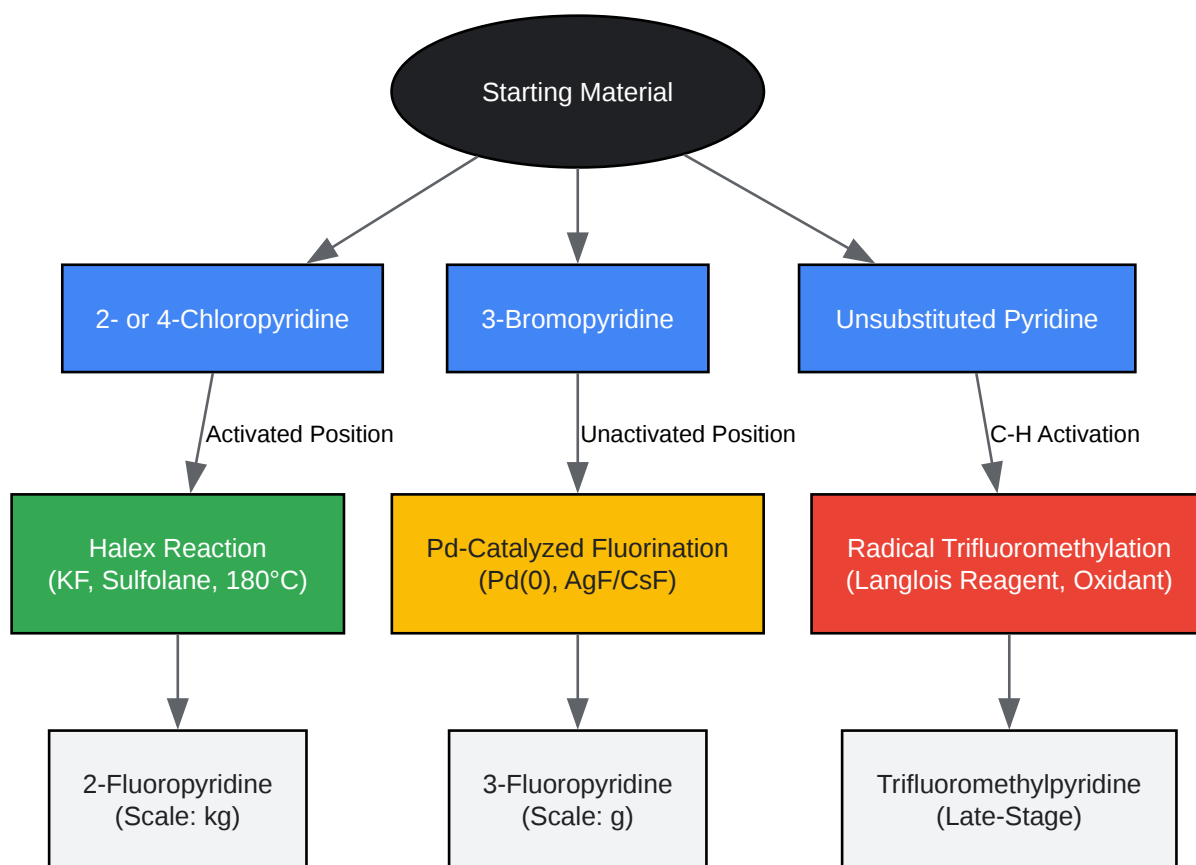 Starting Material
2- or 4-Chloropyridine
3-Bromopyridine
Unsubstituted Pyridine
Activated Position
Unactivated Position
C-H Activation
Halex Reaction
(KF, Sulfolane, 180°C)
Pd-Catalyzed Fluorination
(Pd(0), AgF/CsF)
Radical Trifluoromethylation
(Langlois Reagent, Oxidant)
2-Fluoropyridine
(Scale: kg)
3-Fluoropyridine
(Scale: g)
Trifluoromethylpyridine
(Late-Stage)